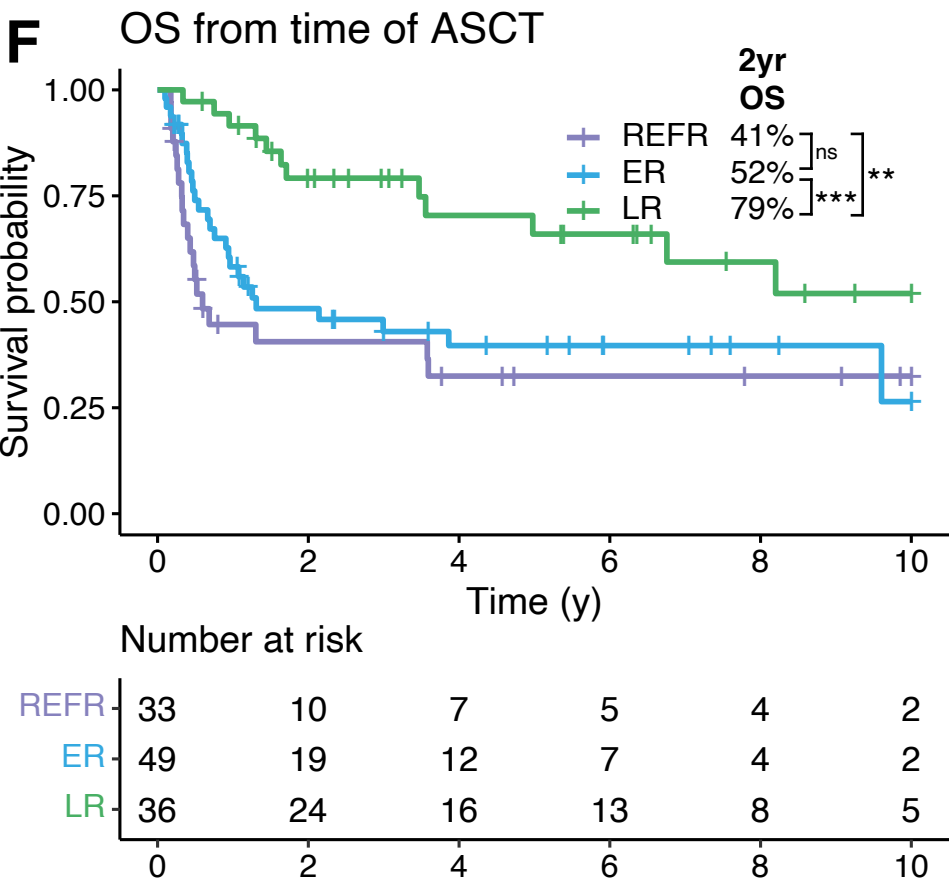 F
OS from time of ASCT
2yr
OS
REFR 41%
ns
ER 52%
**
***
LR 79%
Survival probability
1.00
0.75
0.50
0.25
0.00
0 2 4 6 8 10
Time (y)
Number at risk
REFR 33 10 7 5 4 2
ER 49 19 12 7 4 2
LR 36 24 16 13 8 5
0 2 4 6 8 10